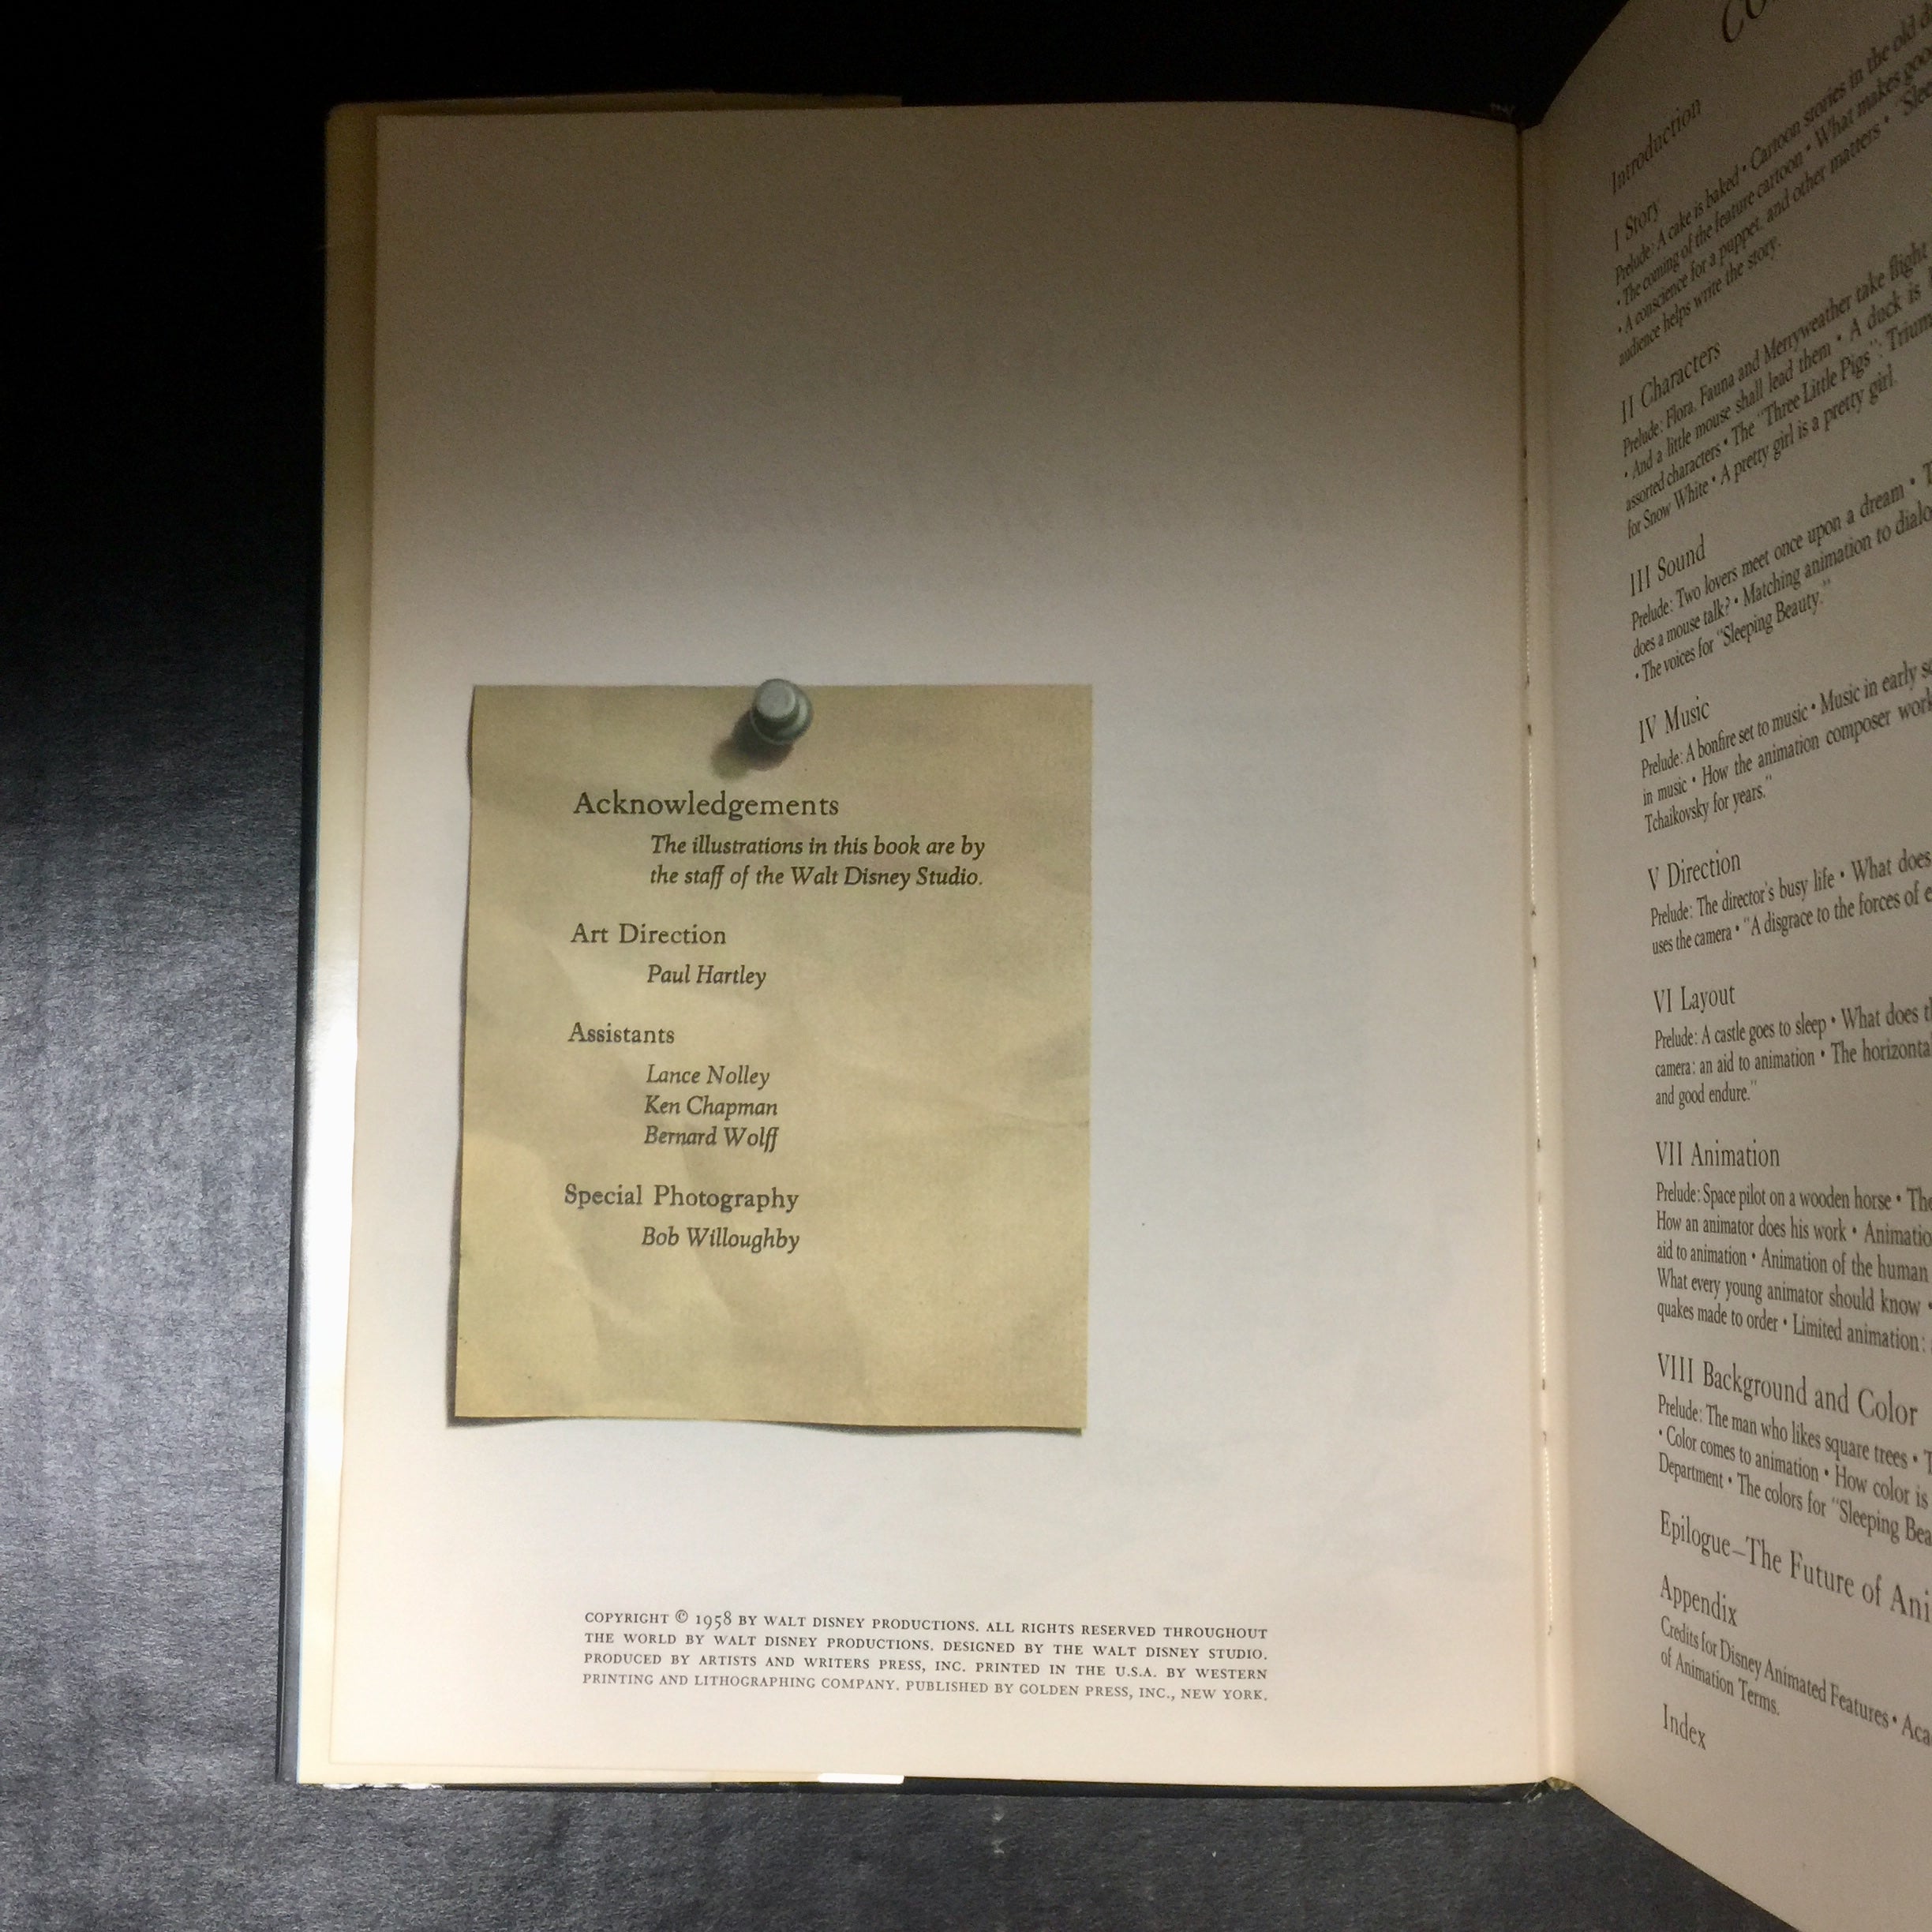 Acknowledgements
The illustrations in this book are by
the staff of the Walt Disney Studio.
Art Direction
Paul Hartley
Assistants
Lance Nolley
Ken Chapman
Bernard Wolff
Special Photography
Bob Willoughby
COPYRIGHT © 1958 BY WALT DISNEY PRODUCTIONS. ALL RIGHTS RESERVED THROUGHOUT
THE WORLD BY WALT DISNEY PRODUCTIONS. DESIGNED BY THE WALT DISNEY STUDIO.
PRODUCED BY ARTISTS AND WRITERS PRESS, INC. PRINTED IN THE U.S.A. BY WESTERN
PRINTING AND LITHOGRAPHING COMPANY. PUBLISHED BY GOLDEN PRESS, INC., NEW YORK.
Introduction
I Story
Prelude: A cake is baked • Cartoon stories in the old
• The coming of the feature cartoon • What makes
• A conscience for a puppet, and other matters •
audience helps write the story.
II Characters
Prelude: Flora, Fauna and Merryweather take flight
• And a little mouse shall lead them • A duck is
assorted characters • The "Three Little Pigs":
for Snow White • A pretty girl is a pretty girl.
III Sound
Prelude: Two lovers meet once upon a dream •
does a mouse talk? • Matching animation to
• The voices for "Sleeping Beauty."
IV Music
Prelude: A bonfire set to music • Music in early
in music • How the animation composer
Tchaikovsky for years."
V Direction
Prelude: The director's busy life • What does
uses the camera • "A disgrace to the forces of
VI Layout
Prelude: A castle goes to sleep • What does
camera: an aid to animation • The
and good endure."
VII Animation
Prelude: Space pilot on a wooden horse •
How an animator does his work •
aid to animation • Animation of the human
What every young animator should know •
quakes made to order • Limited animation:
VIII Background and Color
Prelude: The man who likes square trees •
• Color comes to animation • How color is
Department • The colors for "Sleeping
Epilogue—The Future of
Appendix
Credits for Disney Animated Features •
of Animation Terms.
Index